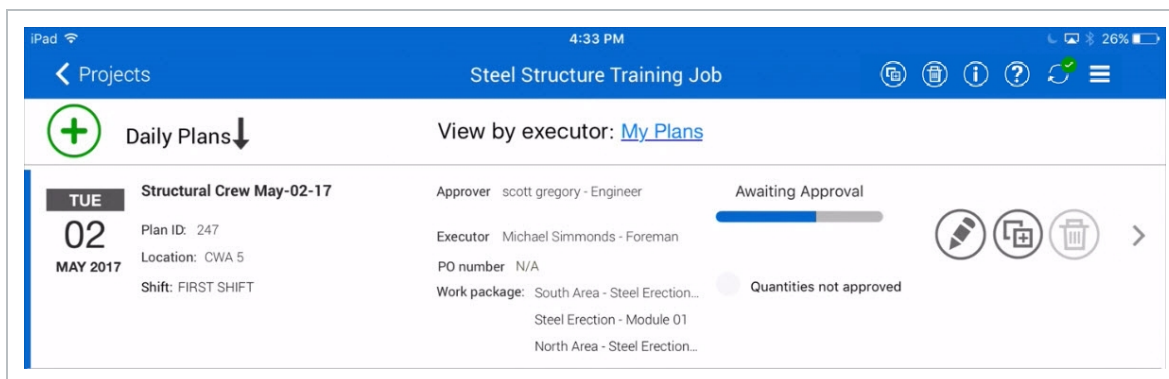 iPad 4:33 PM 26%
Projects Steel Structure Training Job
Daily Plans View by executor: My Plans
TUE
02
MAY 2017
Structural Crew May-02-17
Plan ID: 247
Location: CWA 5
Shift: FIRST SHIFT
Approver scott gregory - Engineer
Executor Michael Simmonds - Foreman
PO number N/A
Work package: South Area - Steel Erection...
Steel Erection - Module 01
North Area - Steel Erection...
Awaiting Approval
Quantities not approved